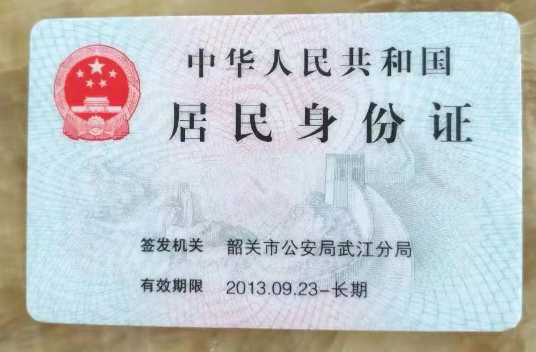 中华人民共和国
居民身份证
签发机关 韶关市公安局武江分局
有效期限 2013.09.23-长期